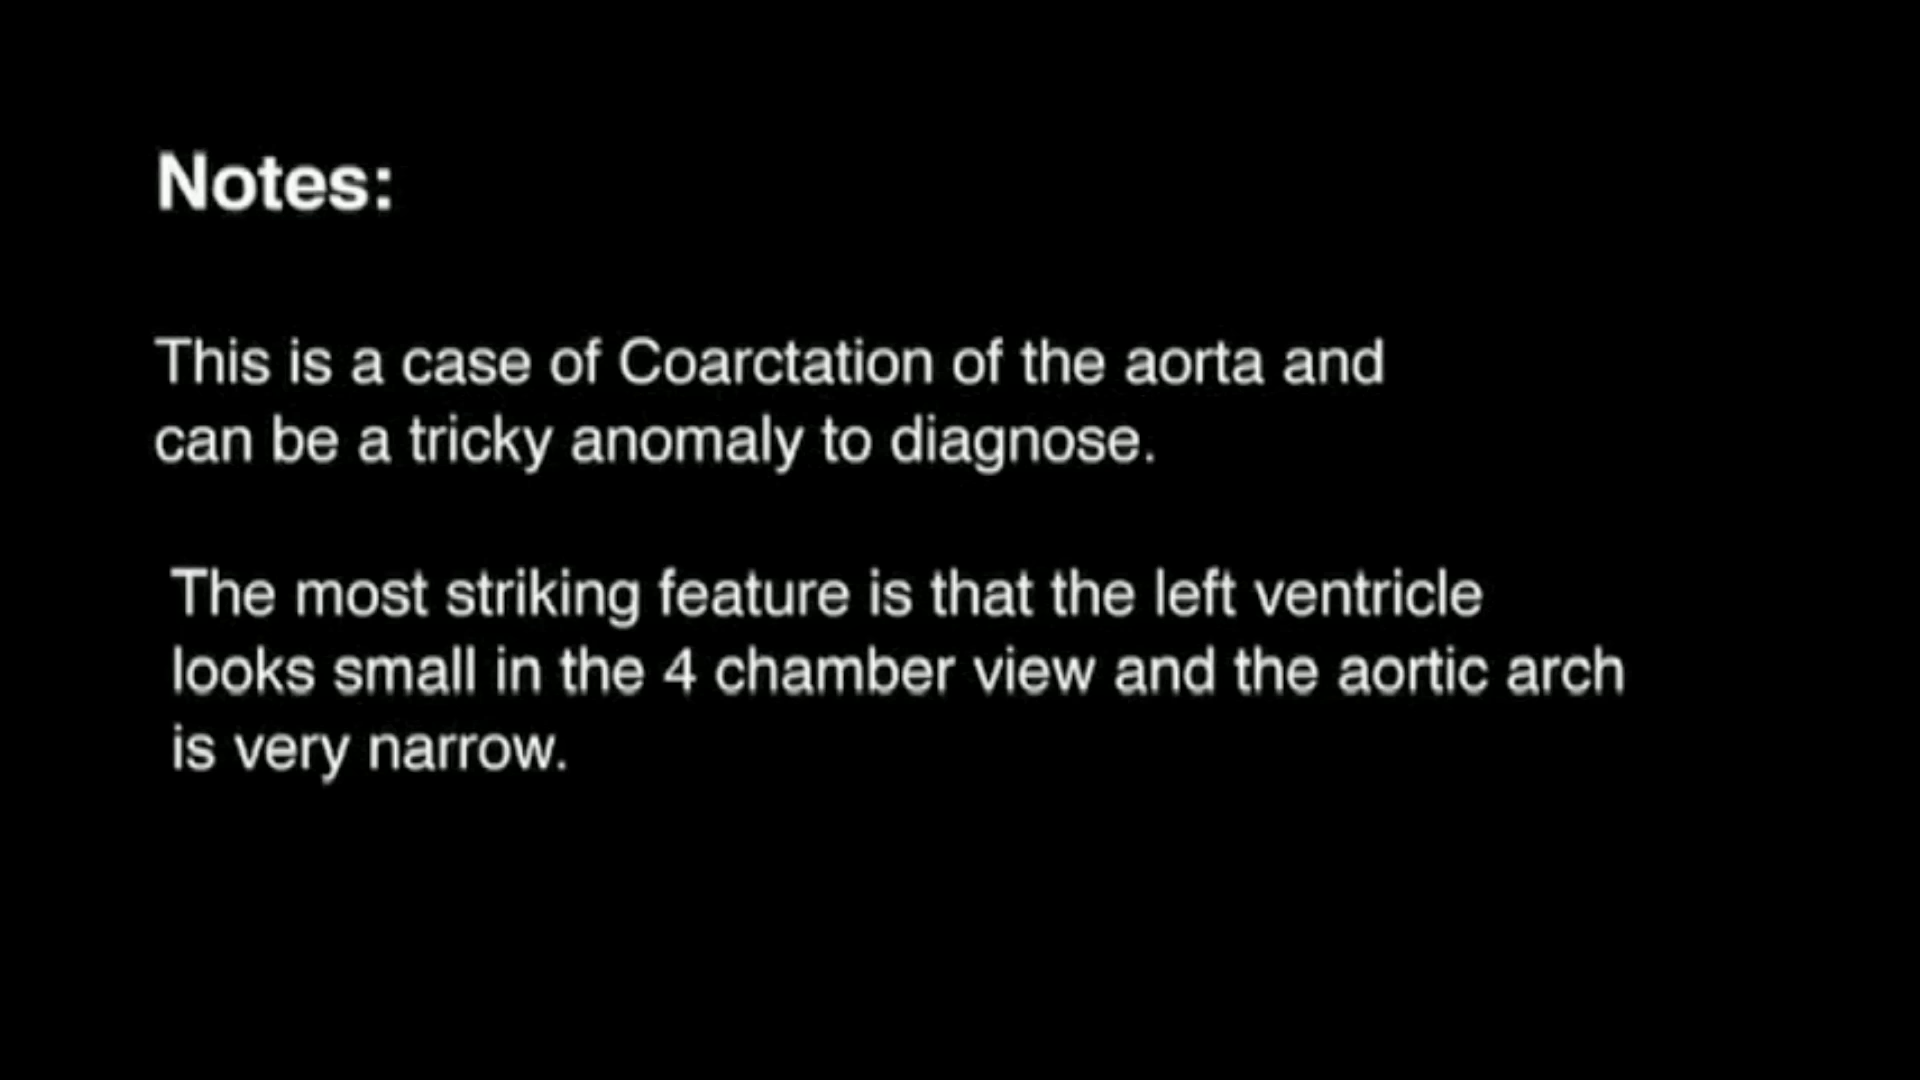 Notes:
This is a case of Coarctation of the aorta and
can be a tricky anomaly to diagnose.
The most striking feature is that the left ventricle
looks small in the 4 chamber view and the aortic arch
is very narrow.